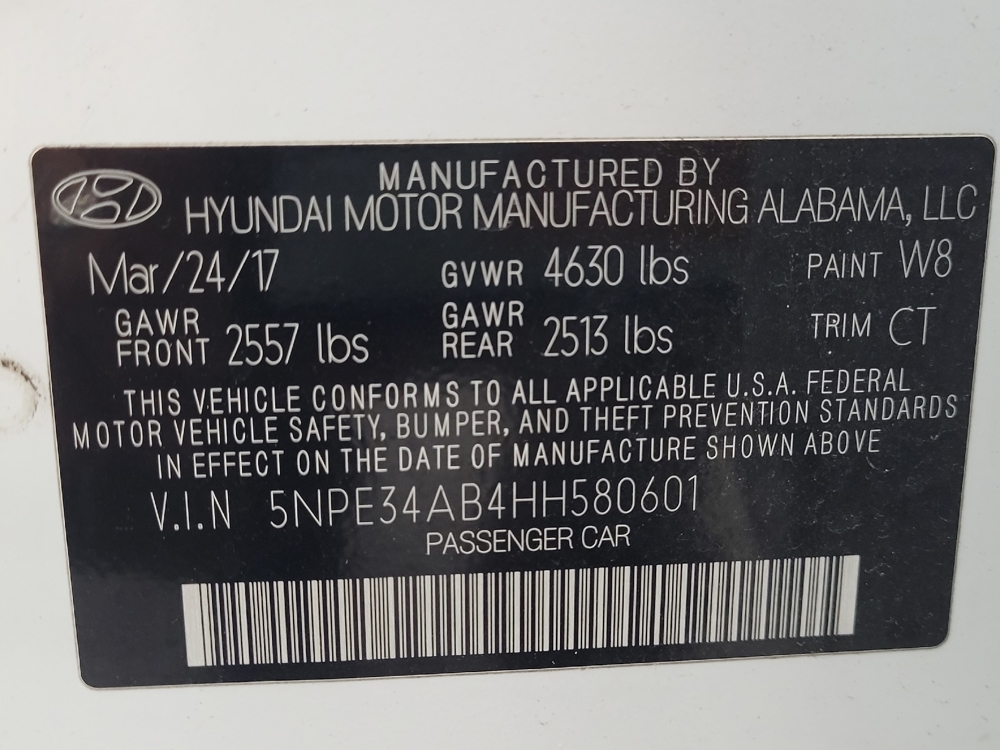 MANUFACTURED BY
HYUNDAI MOTOR MANUFACTURING ALABAMA, LLC
Mar/24/17 GVWR 4630 lbs PAINT W8
GAWR FRONT 2557 lbs GAWR REAR 2513 lbs TRIM CT
THIS VEHICLE CONFORMS TO ALL APPLICABLE U.S.A. FEDERAL
MOTOR VEHICLE SAFETY, BUMPER, AND THEFT PREVENTION STANDARDS
IN EFFECT ON THE DATE OF MANUFACTURE SHOWN ABOVE
V.I.N 5NPE34AB4HH580601
PASSENGER CAR